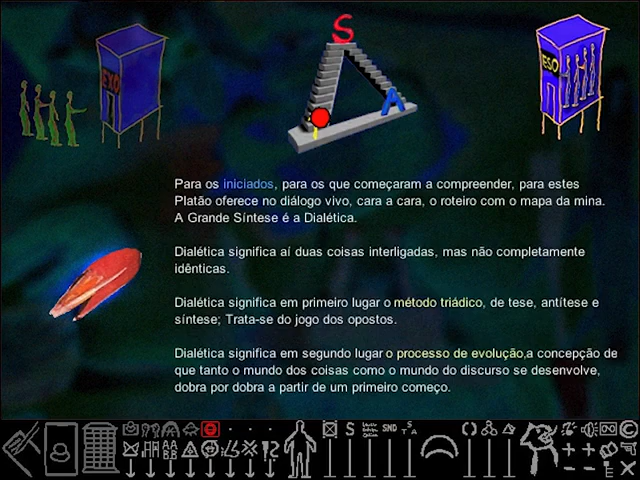 S
EXO
ESO
A
Para os iniciados, para os que começaram a compreender, para estes
Platão oferece no diálogo vivo, cara a cara, o roteiro com o mapa da mina.
A Grande Síntese é a Dialética.
Dialética significa aí duas coisas interligadas, mas não completamente
idênticas.
Dialética significa em primeiro lugar o método triádico, de tese, antítese e
síntese; Trata-se do jogo dos opostos.
Dialética significa em segundo lugar o processo de evolução,a concepção de
que tanto o mundo dos coisas como o mundo do discurso se desenvolve,
dobra por dobra a partir de um primeiro começo.
S SND